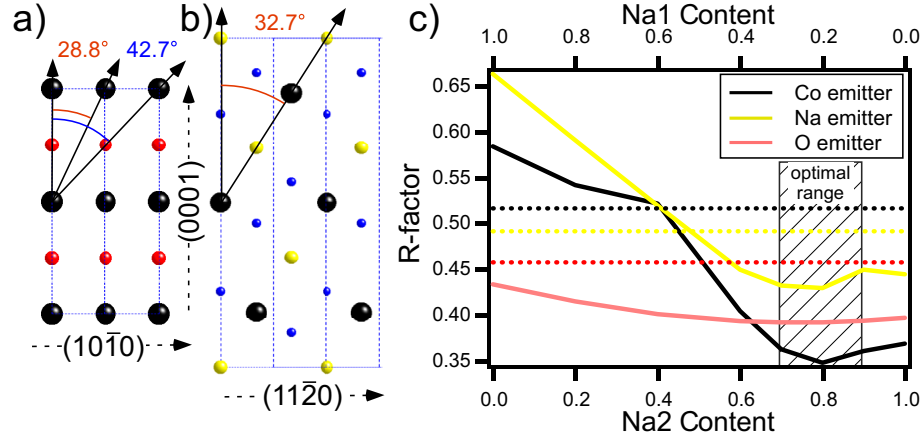 a)
28.8° 42.7°
(0001)
(101̄0)
b)
32.7°
(112̄0)
c)
Na1 Content
1.0 0.8 0.6 0.4 0.2 0.0
R-factor
0.65
0.60
0.55
0.50
0.45
0.40
0.35
Co emitter
Na emitter
O emitter
optimal
range
0.0 0.2 0.4 0.6 0.8 1.0
Na2 Content